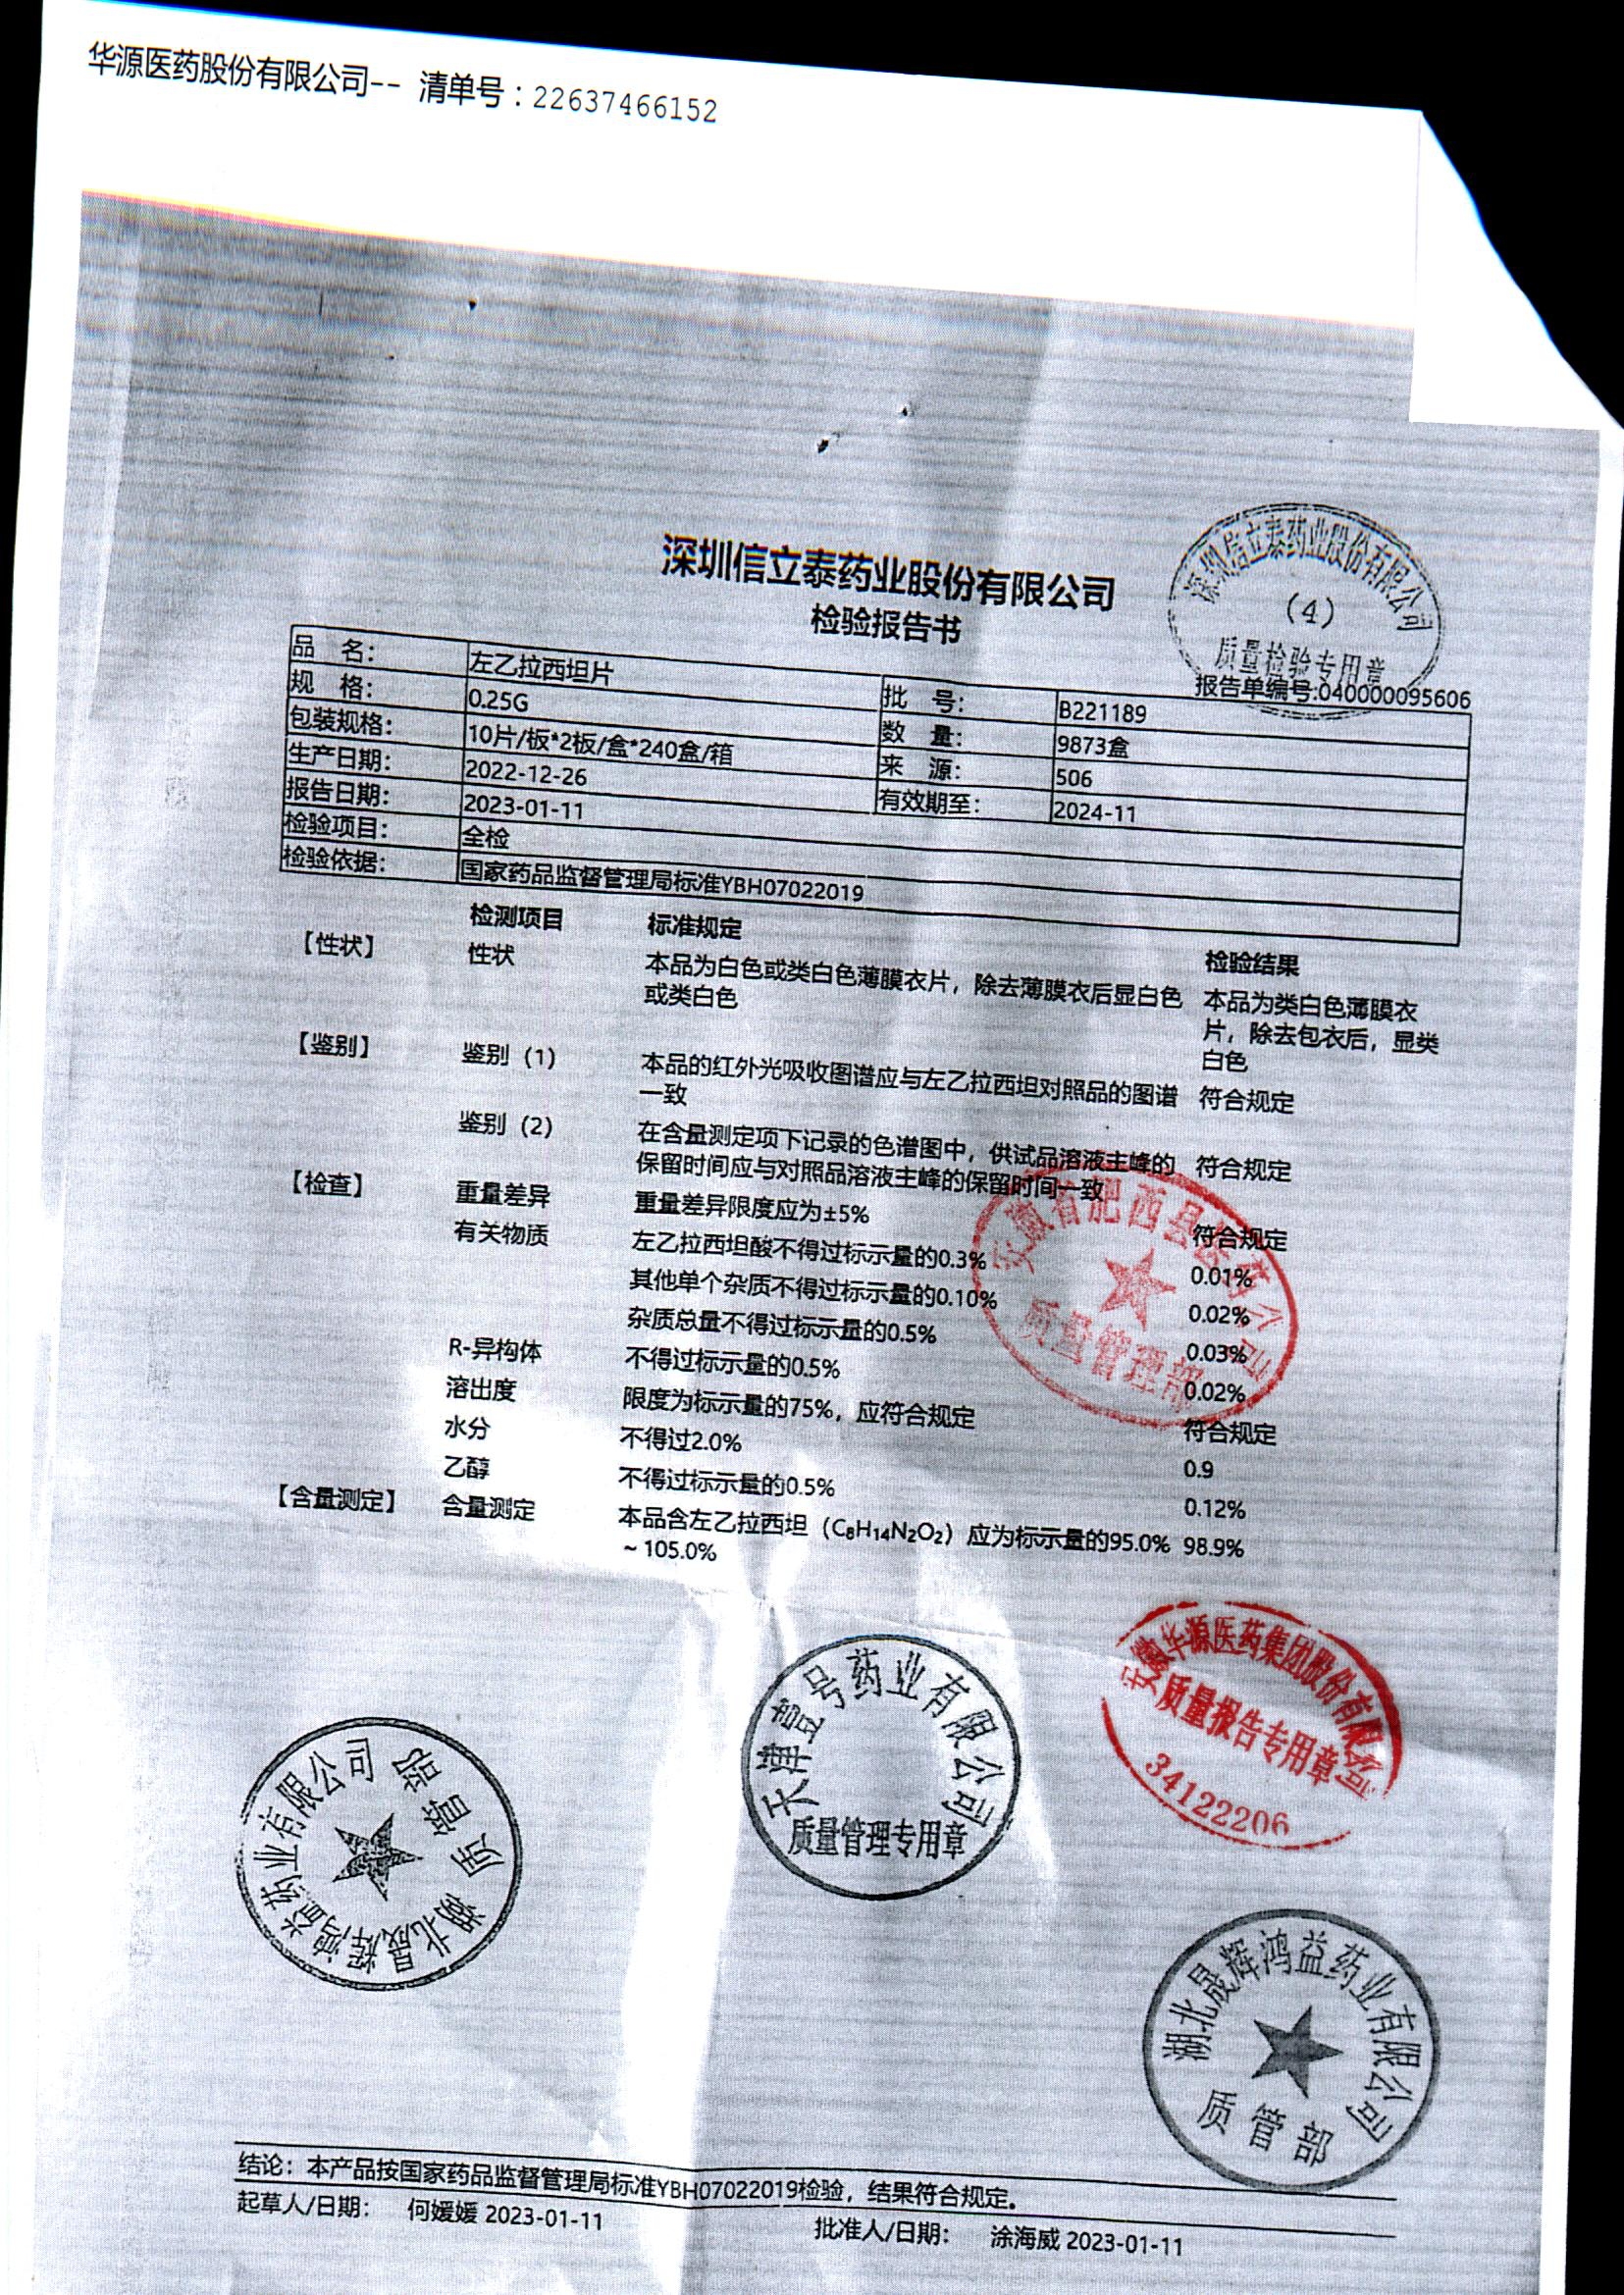 华源医药股份有限公司-- 清单号：22637466152
深圳信立泰药业股份有限公司
检验报告书
深圳信立泰药业股份有限公司
(4)
质量检验专用章
报告单编号:040000095606
品 名： 左乙拉西坦片 批 号： B221189
规 格： 0.25G 数 量： 9873盒
包装规格： 10片/板*2板/盒*240盒/箱 来 源： 506
生产日期： 2022-12-26 有效期至： 2024-11
报告日期： 2023-01-11
检验项目： 全检
检验依据： 国家药品监督管理局标准YBH07022019
检测项目 标准规定 检验结果
【性状】 性状 本品为白色或类白色薄膜衣片，除去薄膜衣后显白色 本品为类白色薄膜衣
或类白色 片，除去包衣后，显类
白色
【鉴别】 鉴别（1） 本品的红外光吸收图谱应与左乙拉西坦对照品的图谱 符合规定
一致
鉴别（2） 在含量测定项下记录的色谱图中，供试品溶液主峰的 符合规定
保留时间应与对照品溶液主峰的保留时间一致
【检查】 重量差异 重量差异限度应为±5% 符合规定
有关物质 左乙拉西坦酸不得过标示量的0.3% 0.01%
其他单个杂质不得过标示量的0.10% 0.02%
杂质总量不得过标示量的0.5% 0.03%
R-异构体 不得过标示量的0.5% 0.02%
溶出度 限度为标示量的75%，应符合规定 符合规定
水分 不得过2.0% 0.9
乙醇 不得过标示量的0.5% 0.12%
【含量测定】 含量测定 本品含左乙拉西坦（C₈H₁₄N₂O₂）应为标示量的95.0% 98.9%
~ 105.0%
安徽省肥西县医药公司
质量管理部
安徽华源医药集团股份有限公司
质量报告专用章
34122206
天津壹号药业有限公司
质量管理专用章
湖北晟辉鸿益药业有限公司
质管部
湖北晟辉鸿益药业有限公司
质管部
结论：本产品按国家药品监督管理局标准YBH07022019检验，结果符合规定。
起草人/日期： 何媛媛 2023-01-11 批准人/日期： 涂海威 2023-01-11